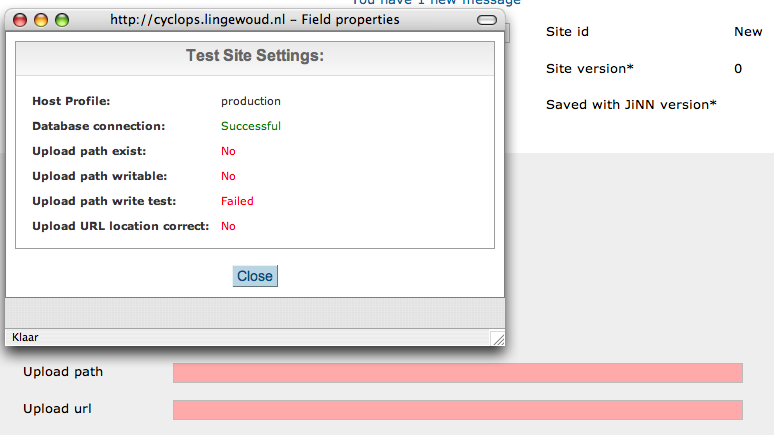 You have 1 new message
http://cyclops.lingewoud.nl – Field properties
Test Site Settings:
Host Profile: production
Database connection: Successful
Upload path exist: No
Upload path writable: No
Upload path write test: Failed
Upload URL location correct: No
Close
Klaar
Site id New
Site version* 0
Saved with JiNN version*
Upload path
Upload url